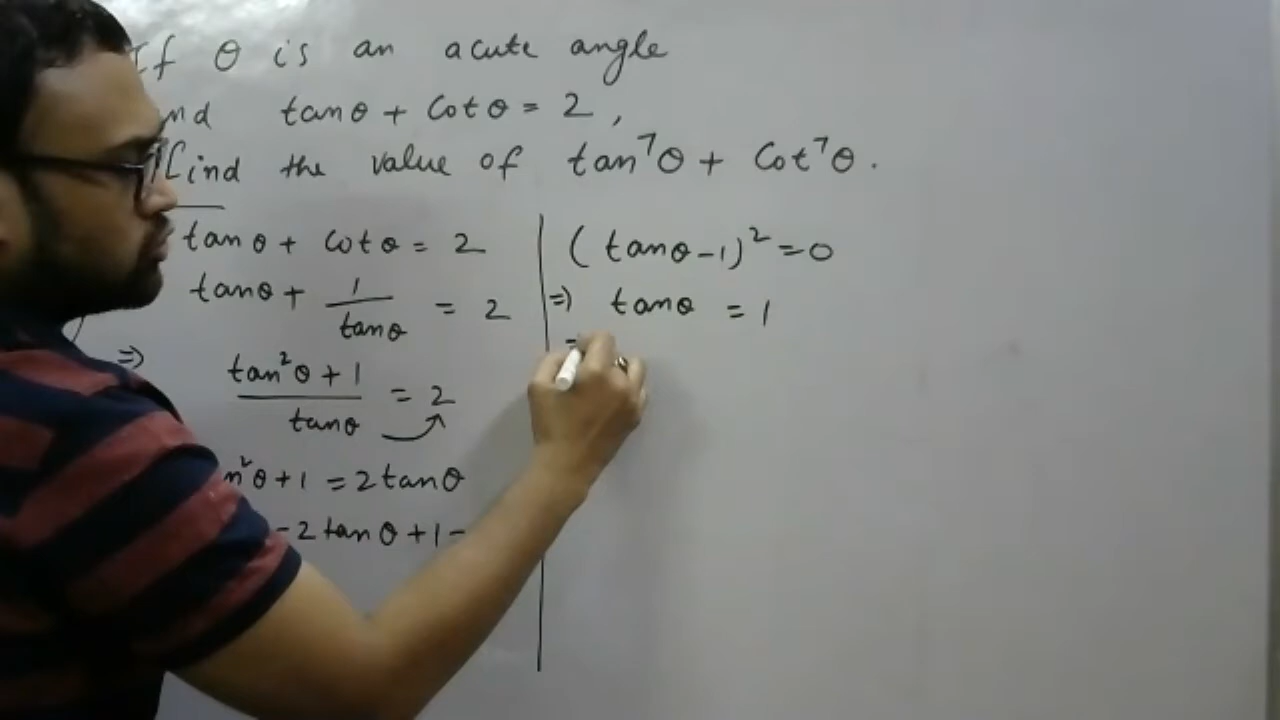 If θ is an acute angle
nd tanθ + Cotθ = 2,
Find the value of tan⁷θ + Cot⁷θ.
tanθ + cotθ = 2
tanθ + 1/tanθ = 2
⇒ tan²θ + 1/tanθ = 2
n²θ + 1 = 2tanθ
-2tanθ + 1 -
(tanθ - 1)² = 0
⇒ tanθ = 1